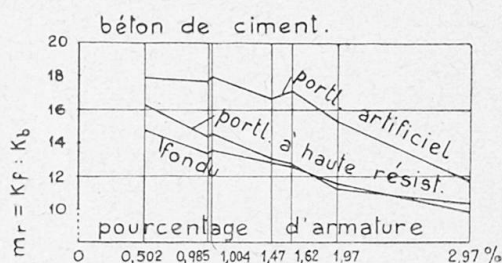 béton de ciment.
20
18
16
14
12
10
mr = Kf : Kb
portl. artificiel
portl. à haute résist.
fondu
pourcentage d'armature
0 0,502 0,985 1,004 1,47 1,62 1,97 2,97 %